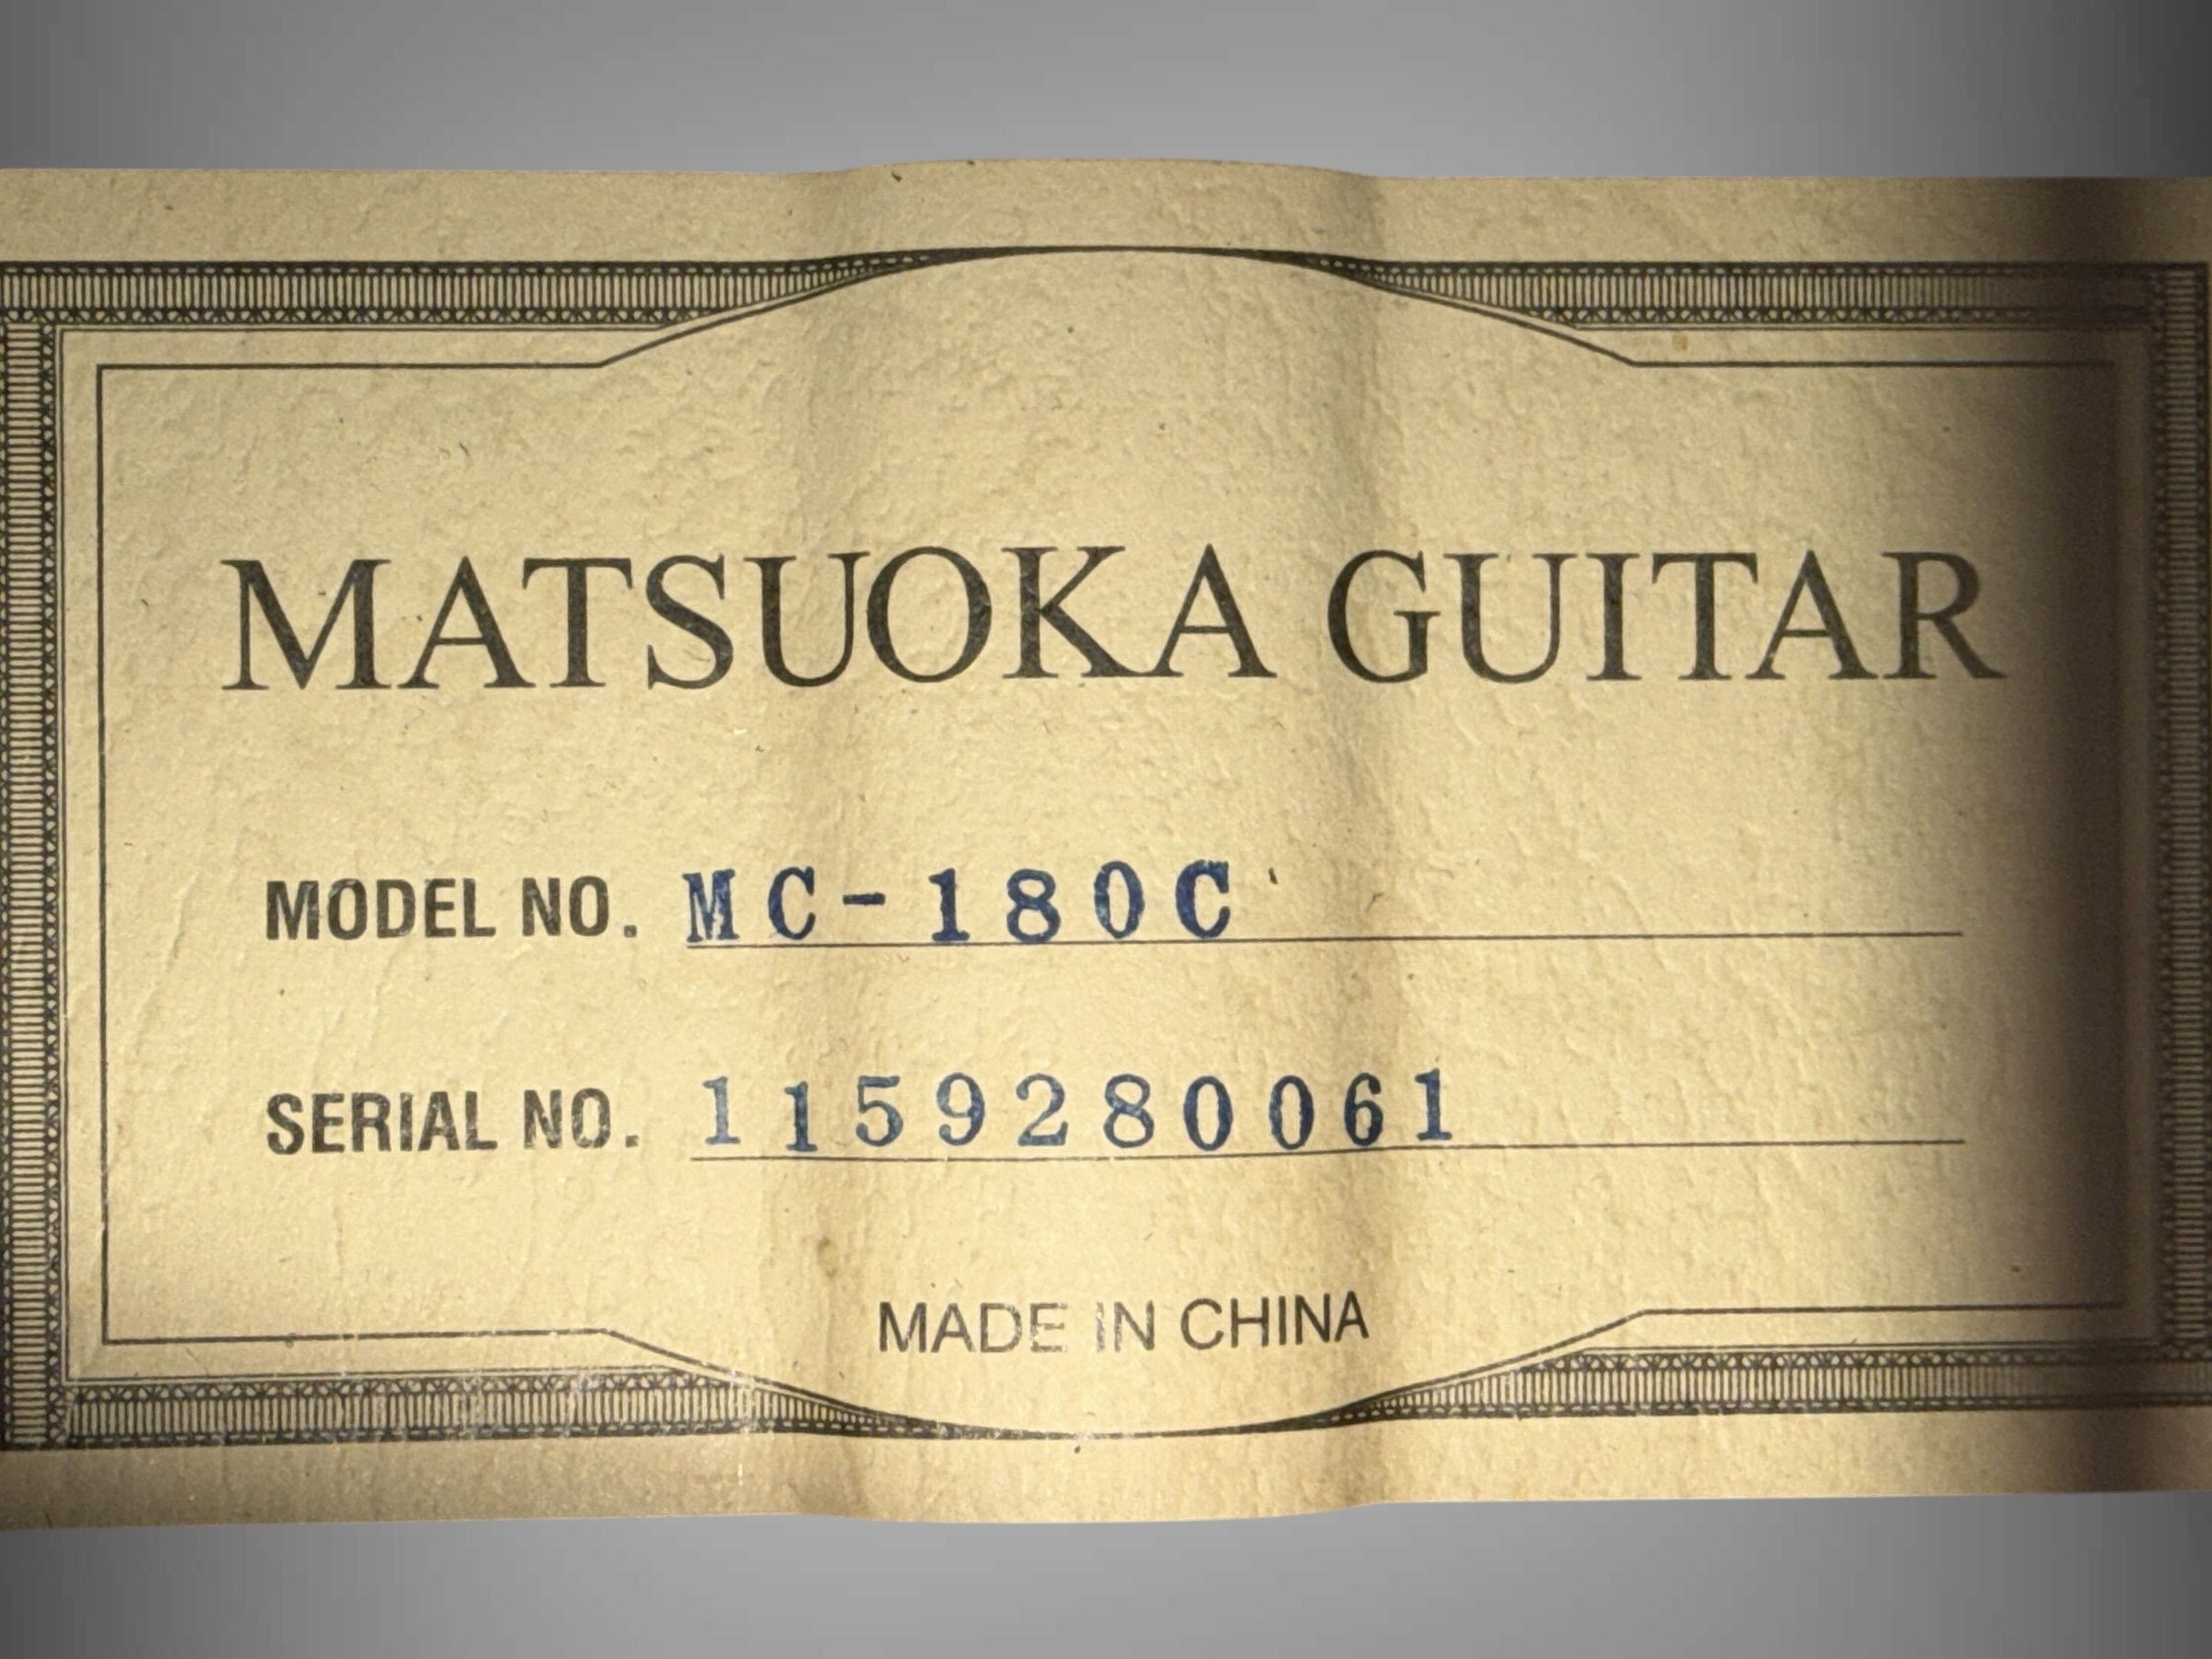 MATSUOKA GUITAR
MODEL NO. MC-180C
SERIAL NO. 1159280061
MADE IN CHINA